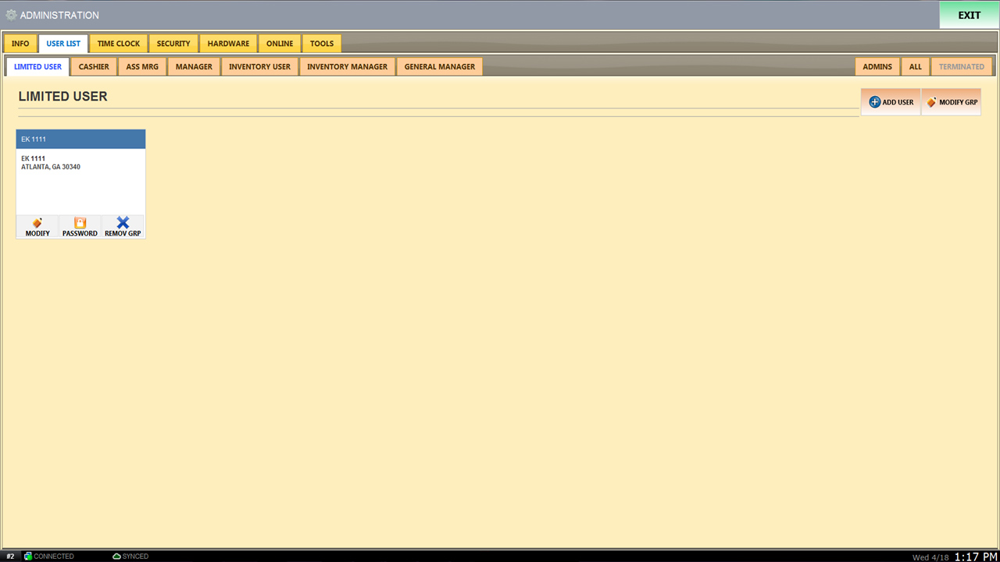 ADMINISTRATION
EXIT
INFO USER LIST TIME CLOCK SECURITY HARDWARE ONLINE TOOLS
LIMITED USER CASHIER ASS MRG MANAGER INVENTORY USER INVENTORY MANAGER GENERAL MANAGER ADMINS ALL TERMINATED
LIMITED USER
ADD USER MODIFY GRP
EK 1111
EK 1111
ATLANTA, GA 30340
MODIFY PASSWORD REMOV GRP
#2 CONNECTED SYNCED Wed 4/18 1:17 PM